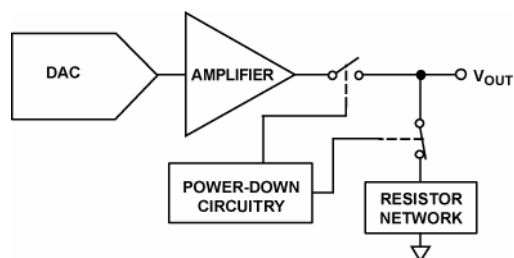 DAC
AMPLIFIER
VOUT
POWER-DOWN
CIRCUITRY
RESISTOR
NETWORK